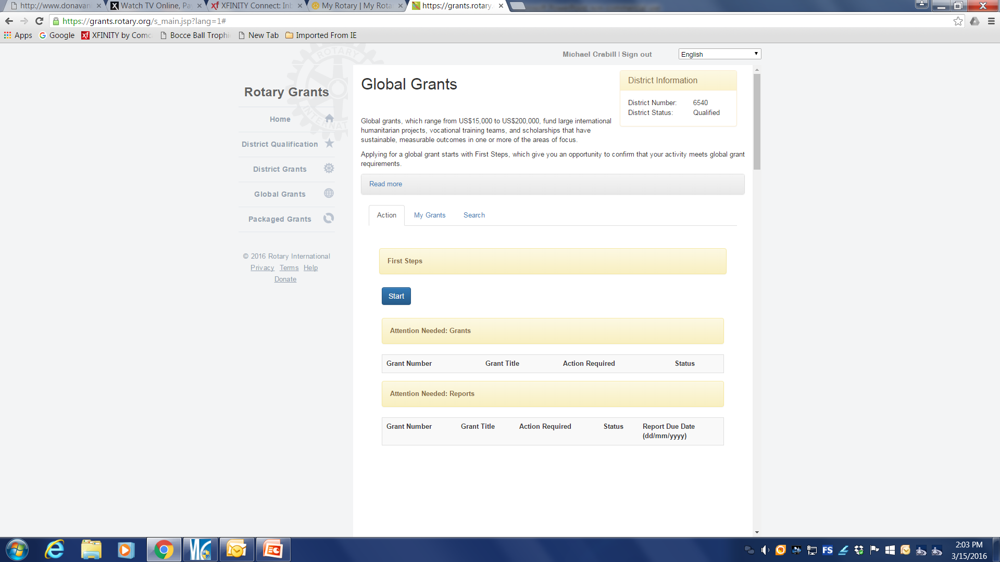 http://www.donavan
Watch TV Online, Pa
XFINITY Connect: Inb
My Rotary | My Rota
https://grants.rotary.
https://grants.rotary.org/s_main.jsp?lang=1#
Apps
Google
XFINITY by Comc
Bocce Ball Trophi
New Tab
Imported From IE
ROTARY
INTERNAT
Michael Crabill | Sign out
English
Rotary Grants
Home
District Qualification
District Grants
Global Grants
Packaged Grants
© 2016 Rotary International
Privacy Terms Help
Donate
Global Grants
District Information
District Number: 6540
District Status: Qualified
Global grants, which range from US$15,000 to US$200,000, fund large international
humanitarian projects, vocational training teams, and scholarships that have
sustainable, measurable outcomes in one or more of the areas of focus.
Applying for a global grant starts with First Steps, which give you an opportunity to confirm that your activity meets global grant
requirements.
Read more
Action My Grants Search
First Steps
Start
Attention Needed: Grants
Grant Number Grant Title Action Required Status
Attention Needed: Reports
Grant Number Grant Title Action Required Status Report Due Date
(dd/mm/yyyy)
FS
2:03 PM
3/15/2016